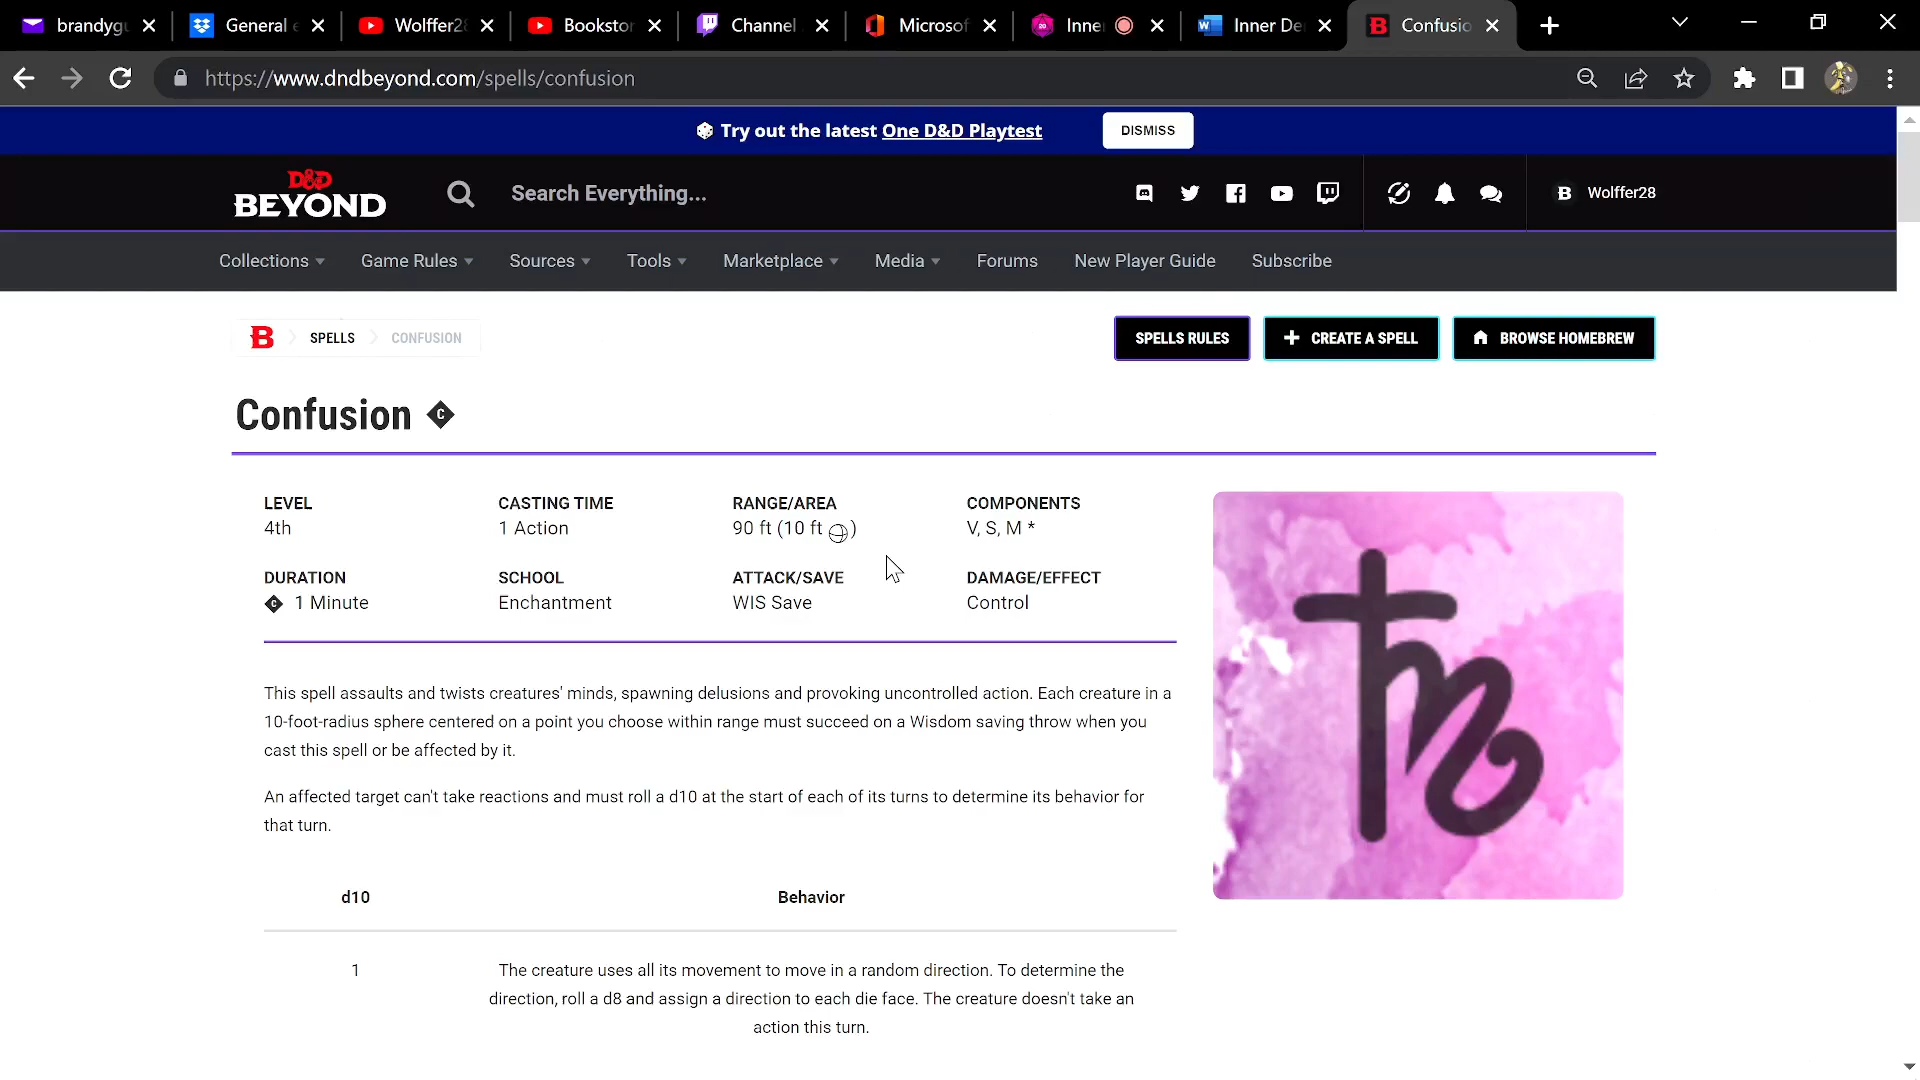 brandygu
General e
Wolffer28
Bookstor
Channel
Microsof
Inner
Inner De
Confusio
https://www.dndbeyond.com/spells/confusion
Try out the latest One D&D Playtest
DISMISS
D&D
BEYOND
Search Everything...
Wolffer28
Collections
Game Rules
Sources
Tools
Marketplace
Media
Forums
New Player Guide
Subscribe
SPELLS
CONFUSION
SPELLS RULES
CREATE A SPELL
BROWSE HOMEBREW
Confusion C
LEVEL
4th
CASTING TIME
1 Action
RANGE/AREA
90 ft (10 ft )
COMPONENTS
V, S, M *
DURATION
C 1 Minute
SCHOOL
Enchantment
ATTACK/SAVE
WIS Save
DAMAGE/EFFECT
Control
This spell assaults and twists creatures' minds, spawning delusions and provoking uncontrolled action. Each creature in a
10-foot-radius sphere centered on a point you choose within range must succeed on a Wisdom saving throw when you
cast this spell or be affected by it.
An affected target can't take reactions and must roll a d10 at the start of each of its turns to determine its behavior for
that turn.
d10
Behavior
1
The creature uses all its movement to move in a random direction. To determine the
direction, roll a d8 and assign a direction to each die face. The creature doesn't take an
action this turn.